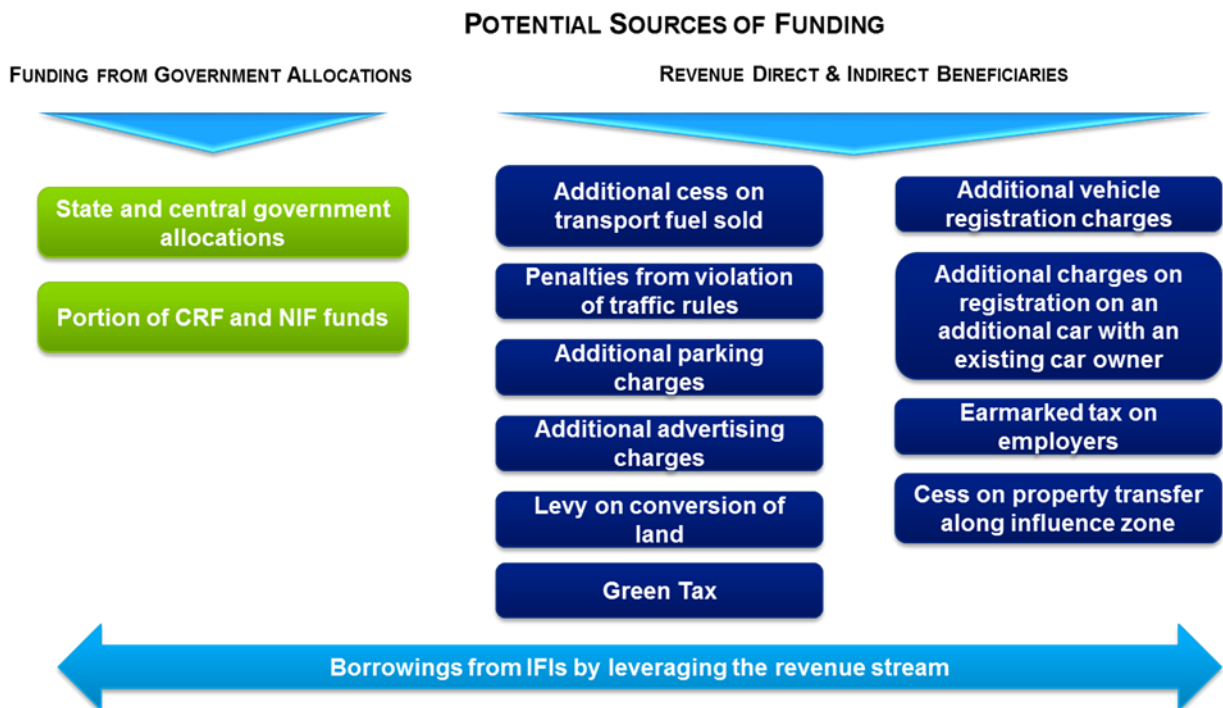 POTENTIAL SOURCES OF FUNDING
FUNDING FROM GOVERNMENT ALLOCATIONS
REVENUE DIRECT & INDIRECT BENEFICIARIES
State and central government
allocations
Portion of CRF and NIF funds
Additional cess on
transport fuel sold
Penalties from violation
of traffic rules
Additional parking
charges
Additional advertising
charges
Levy on conversion of
land
Green Tax
Additional vehicle
registration charges
Additional charges on
registration on an
additional car with an
existing car owner
Earmarked tax on
employers
Cess on property transfer
along influence zone
Borrowings from IFIs by leveraging the revenue stream